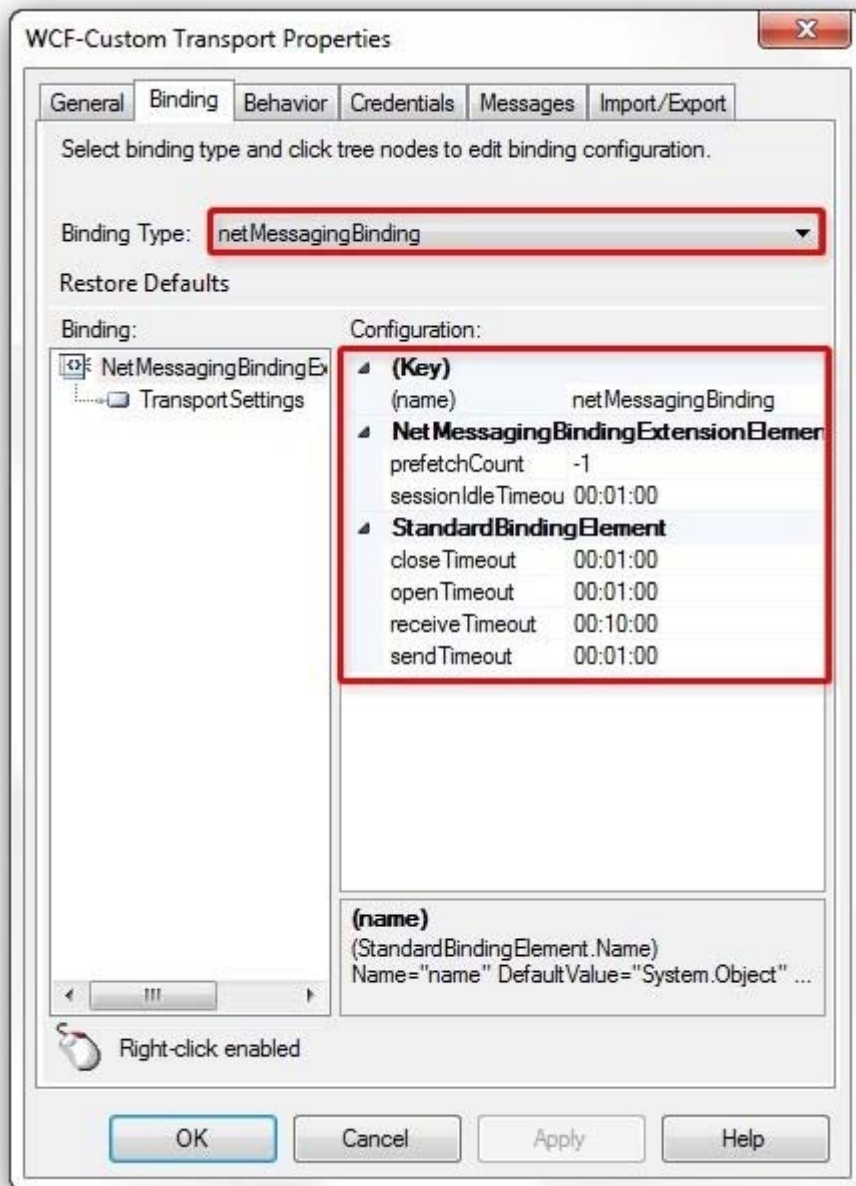 WCF-Custom Transport Properties
General Binding Behavior Credentials Messages Import/Export
Select binding type and click tree nodes to edit binding configuration.
Binding Type: netMessagingBinding
Restore Defaults
Binding: Configuration:
NetMessagingBindingEx
TransportSettings
(Key)
(name) netMessagingBinding
NetMessagingBindingExtensionElemen
prefetchCount -1
sessionIdleTimeou 00:01:00
StandardBindingElement
closeTimeout 00:01:00
openTimeout 00:01:00
receiveTimeout 00:10:00
sendTimeout 00:01:00
(name)
(StandardBindingElement.Name)
Name="name" DefaultValue="System.Object" ...
Right-click enabled
OK Cancel Apply Help